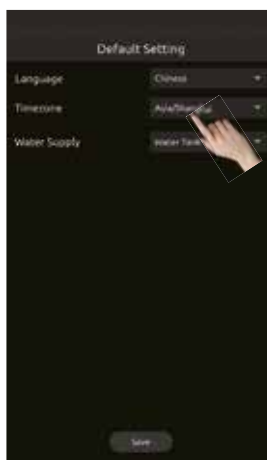 Default Setting
Language Chinese
Timezone Asia/Shanghai
Water Supply Water Tank
Save